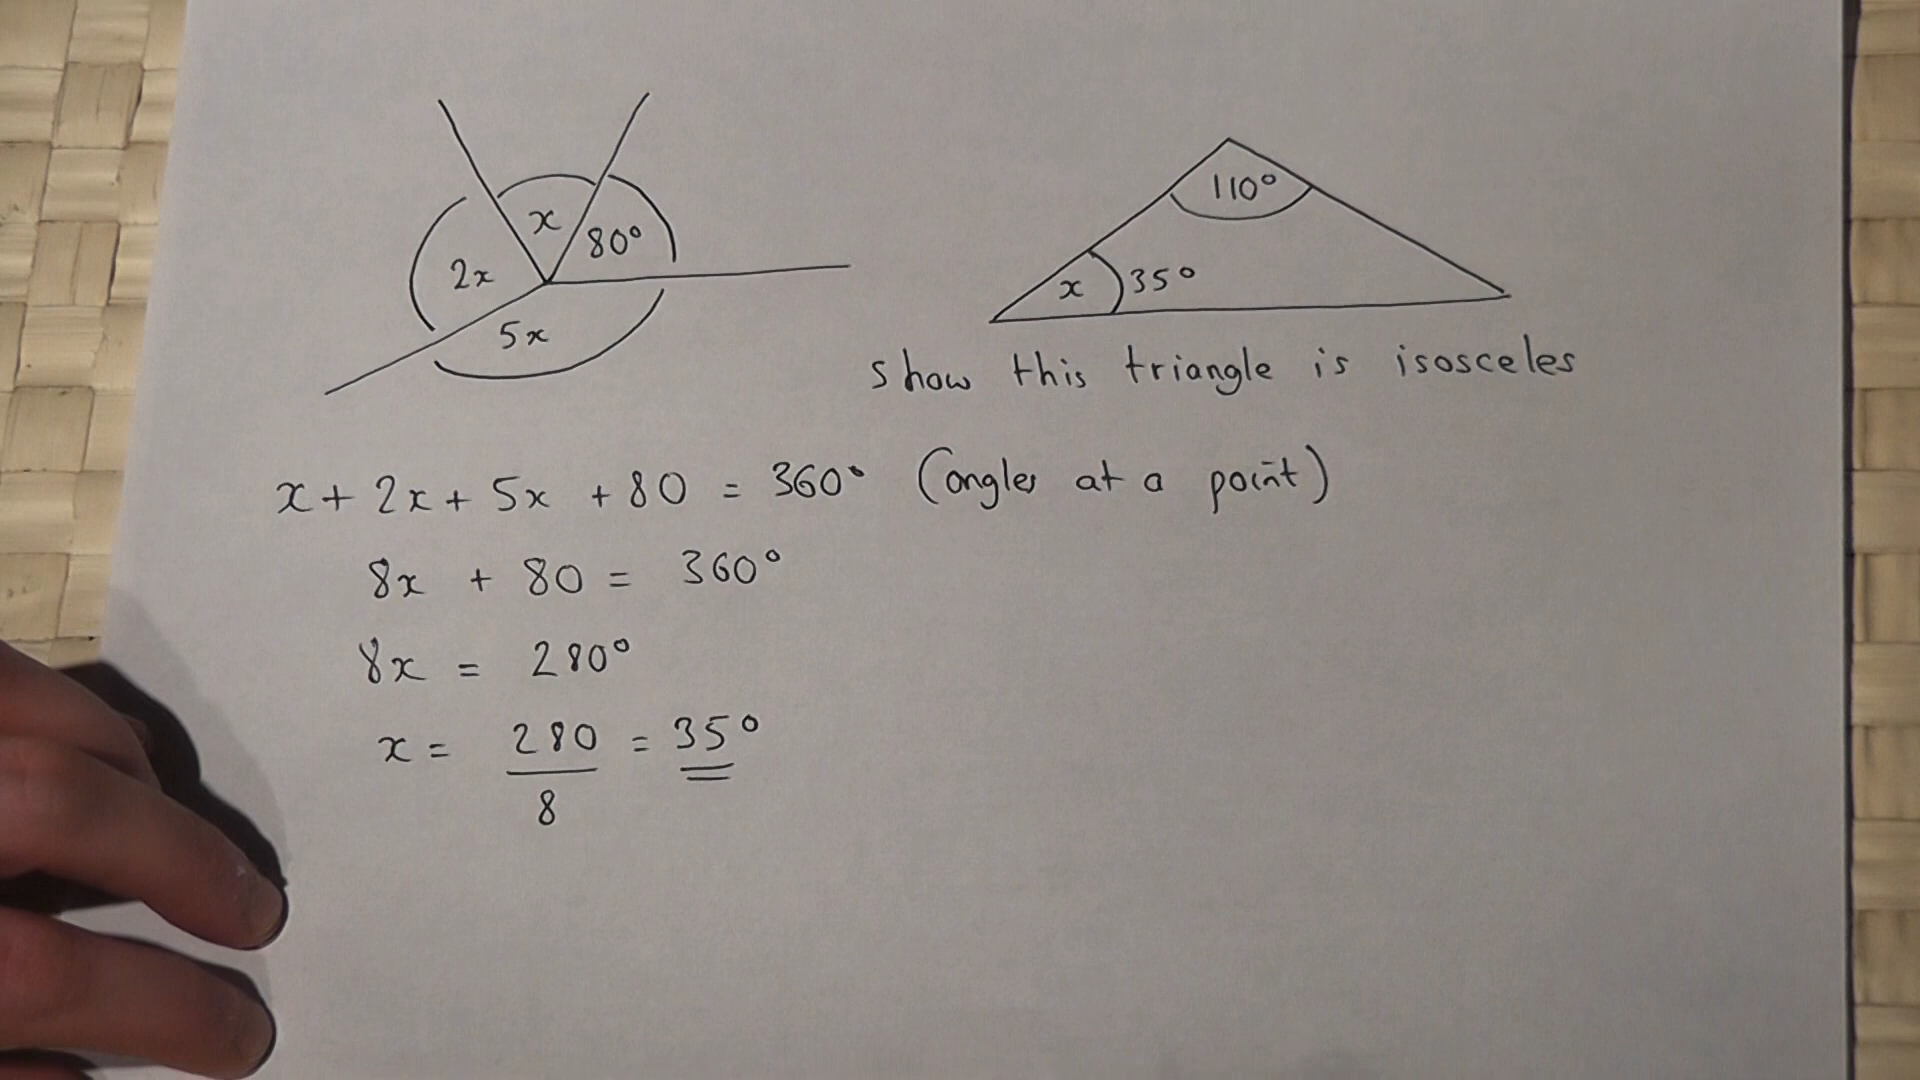 x
80°
2x
5x
110°
x
35°
show this triangle is isosceles
x + 2x + 5x + 80 = 360° (angles at a point)
8x + 80 = 360°
8x = 280°
x = 280/8 = 35°